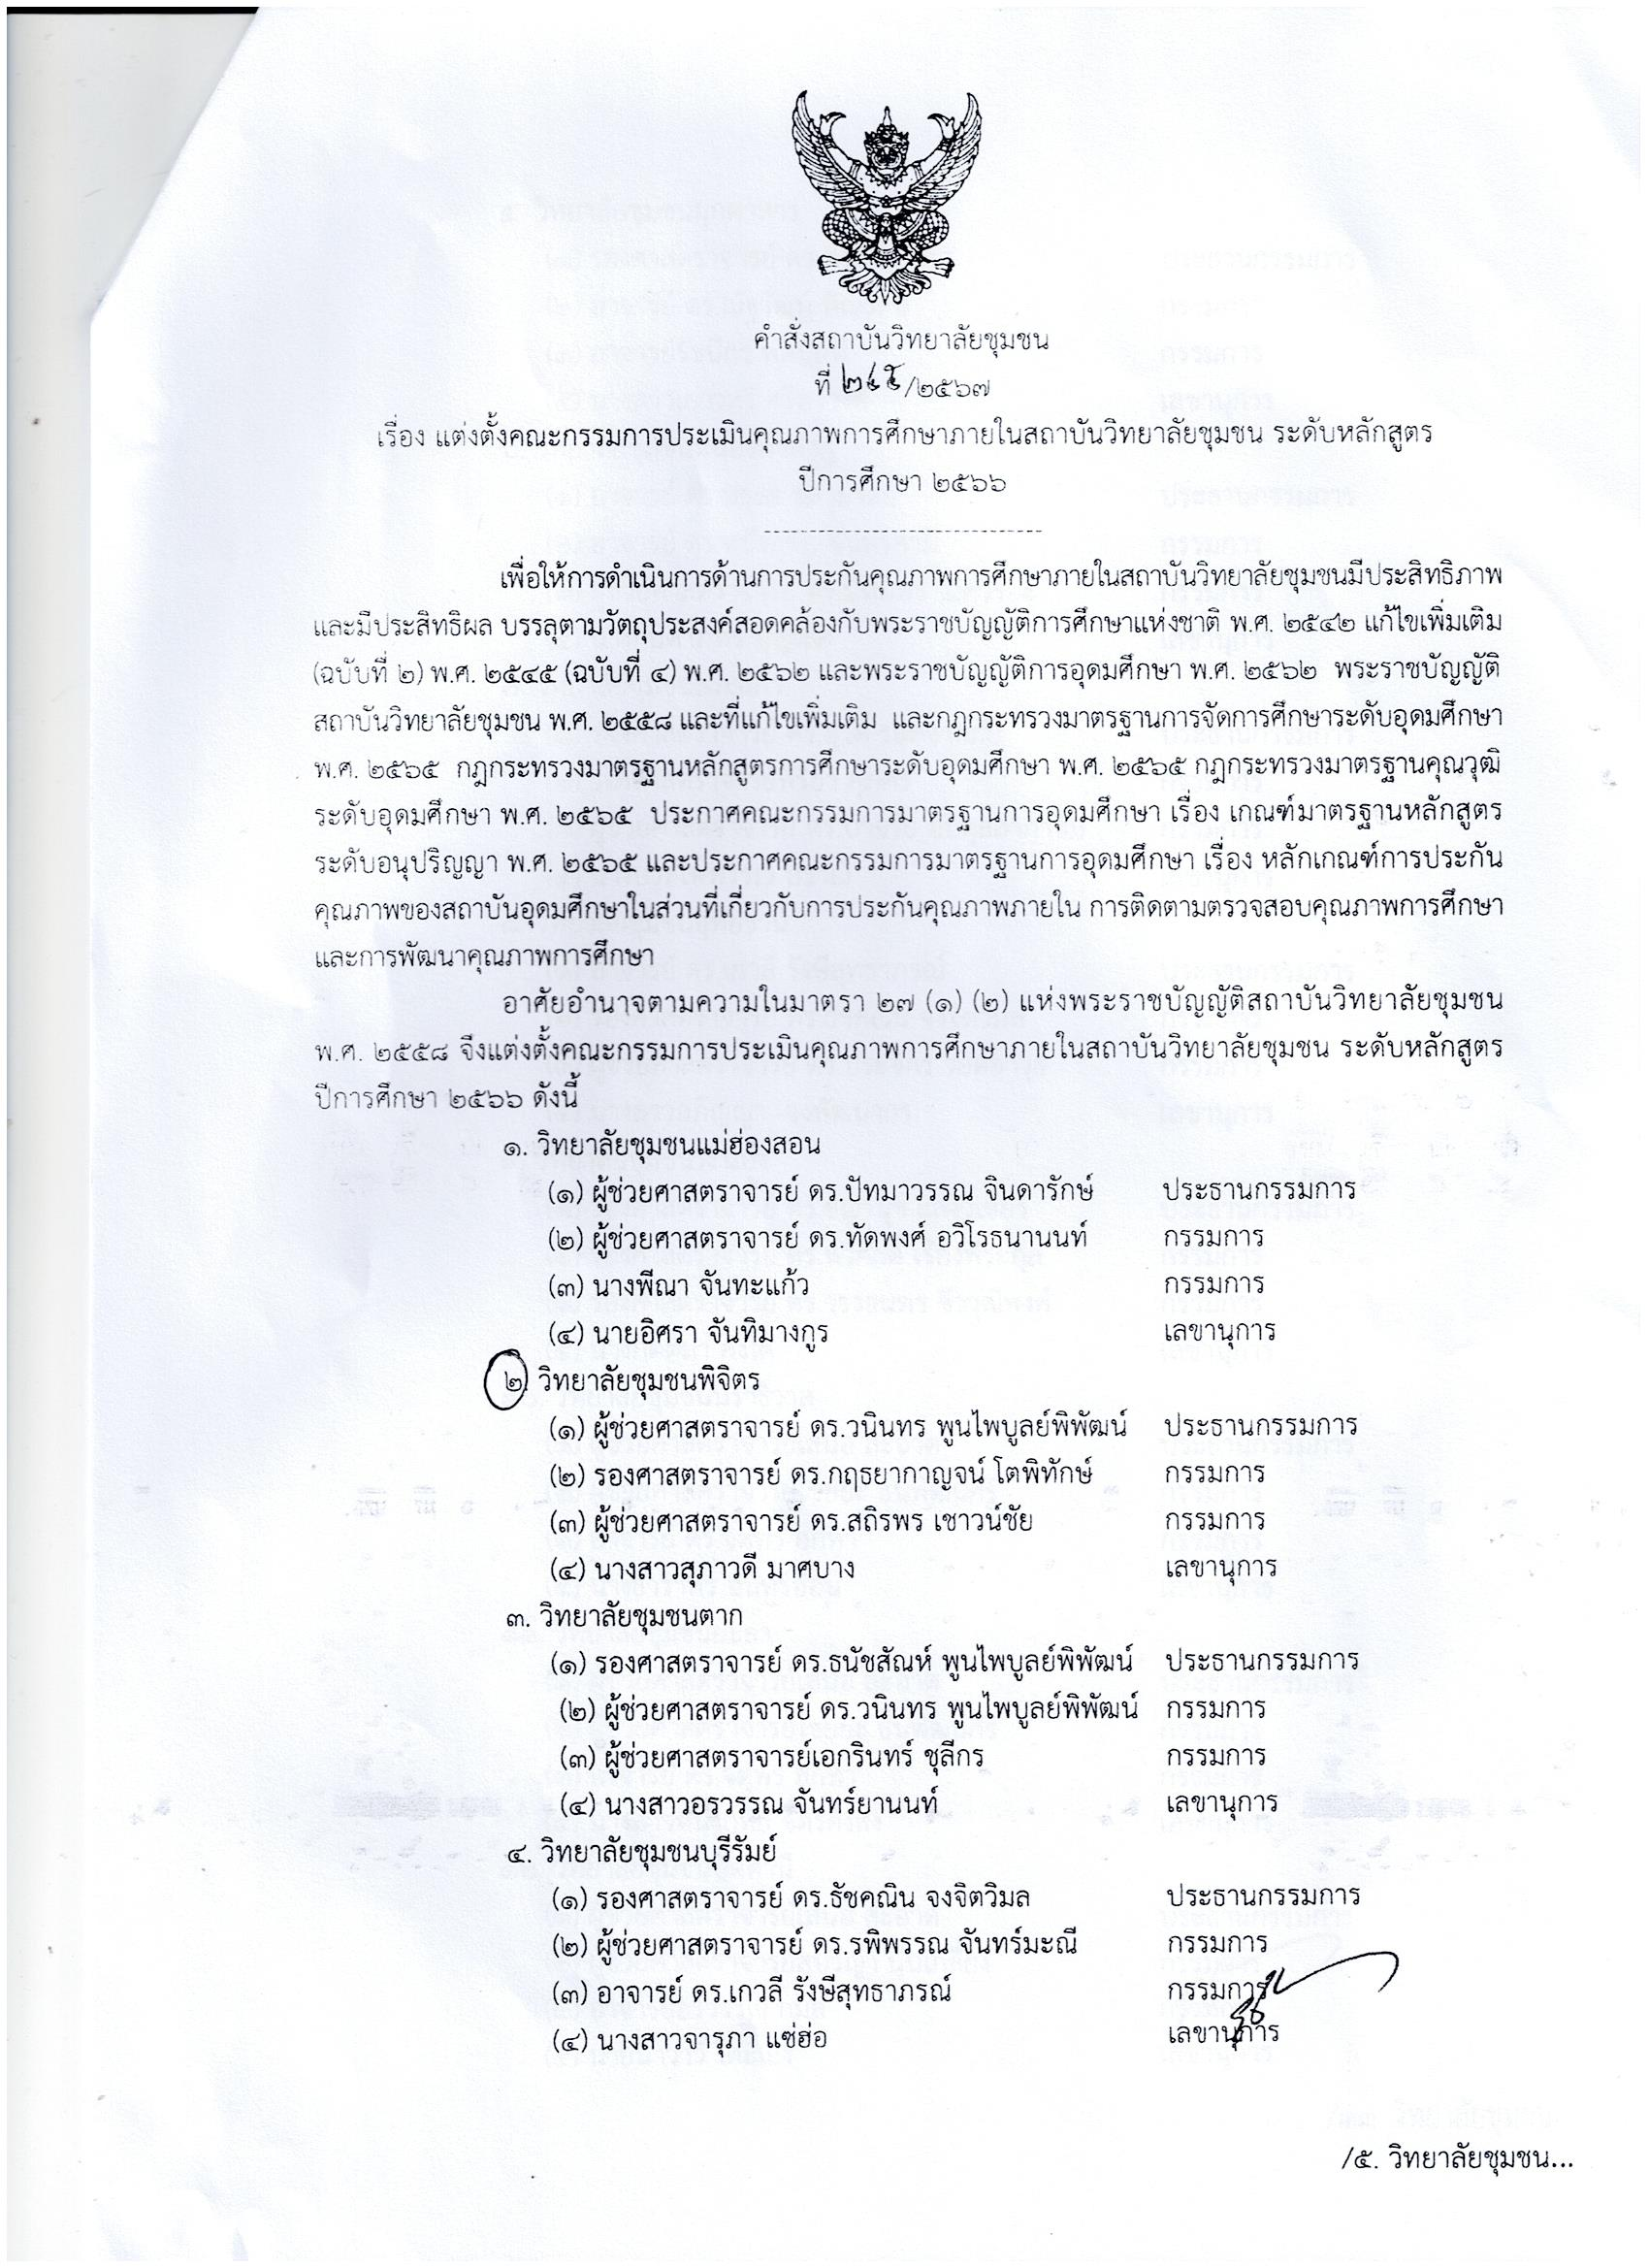 คำสั่งสถาบันวิทยาลัยชุมชน
ที่ /๒๕๖๗
เรื่อง แต่งตั้งคณะกรรมการประเมินคุณภาพการศึกษาภายในสถาบันวิทยาลัยชุมชน ระดับหลักสูตร
ปีการศึกษา ๒๕๖๖
เพื่อให้การดำเนินการด้านการประกันคุณภาพการศึกษาภายในสถาบันวิทยาลัยชุมชนมีประสิทธิภาพ
และมีประสิทธิผล บรรลุตามวัตถุประสงค์สอดคล้องกับพระราชบัญญัติการศึกษาแห่งชาติ พ.ศ. ๒๕๔๒ แก้ไขเพิ่มเติม
(ฉบับที่ ๒) พ.ศ. ๒๕๔๕ (ฉบับที่ ๔) พ.ศ. ๒๕๖๒ และพระราชบัญญัติการอุดมศึกษา พ.ศ. ๒๕๖๒ พระราชบัญญัติ
สถาบันวิทยาลัยชุมชน พ.ศ. ๒๕๕๘ และที่แก้ไขเพิ่มเติม และกฎกระทรวงมาตรฐานการจัดการศึกษาระดับอุดมศึกษา
พ.ศ. ๒๕๖๕ กฎกระทรวงมาตรฐานหลักสูตรการศึกษาระดับอุดมศึกษา พ.ศ. ๒๕๖๕ กฎกระทรวงมาตรฐานคุณวุฒิ
ระดับอุดมศึกษา พ.ศ. ๒๕๖๕ ประกาศคณะกรรมการมาตรฐานการอุดมศึกษา เรื่อง เกณฑ์มาตรฐานหลักสูตร
ระดับอนุปริญญา พ.ศ. ๒๕๖๕ และประกาศคณะกรรมการมาตรฐานการอุดมศึกษา เรื่อง หลักเกณฑ์การประกัน
คุณภาพของสถาบันอุดมศึกษาในส่วนที่เกี่ยวกับการประกันคุณภาพภายใน การติดตามตรวจสอบคุณภาพการศึกษา
และการพัฒนาคุณภาพการศึกษา
อาศัยอำนาจตามความในมาตรา ๒๗ (๑) (๒) แห่งพระราชบัญญัติสถาบันวิทยาลัยชุมชน
พ.ศ. ๒๕๕๘ จึงแต่งตั้งคณะกรรมการประเมินคุณภาพการศึกษาภายในสถาบันวิทยาลัยชุมชน ระดับหลักสูตร
ปีการศึกษา ๒๕๖๖ ดังนี้
๑. วิทยาลัยชุมชนแม่ฮ่องสอน
(๑) ผู้ช่วยศาสตราจารย์ ดร.ปัทมาวรรณ จินดารักษ์ ประธานกรรมการ
(๒) ผู้ช่วยศาสตราจารย์ ดร.ทัดพงศ์ อวิโรธนานนท์ กรรมการ
(๓) นางพีณา จันทะแก้ว กรรมการ
(๔) นายอิศรา จันทิมางกูร เลขานุการ
๒. วิทยาลัยชุมชนพิจิตร
(๑) ผู้ช่วยศาสตราจารย์ ดร.วนินทร พูนไพบูลย์พิพัฒน์ ประธานกรรมการ
(๒) รองศาสตราจารย์ ดร.กฤธยากาญจน์ โตพิทักษ์ กรรมการ
(๓) ผู้ช่วยศาสตราจารย์ ดร.สถิรพร เชาวน์ชัย กรรมการ
(๔) นางสาวสุภาวดี มาศบาง เลขานุการ
๓. วิทยาลัยชุมชนตาก
(๑) รองศาสตราจารย์ ดร.ธนัชสัณห์ พูนไพบูลย์พิพัฒน์ ประธานกรรมการ
(๒) ผู้ช่วยศาสตราจารย์ ดร.วนินทร พูนไพบูลย์พิพัฒน์ กรรมการ
(๓) ผู้ช่วยศาสตราจารย์เอกรินทร์ ชุลีกร กรรมการ
(๔) นางสาวอรวรรณ จันทร์ยานนท์ เลขานุการ
๔. วิทยาลัยชุมชนบุรีรัมย์
(๑) รองศาสตราจารย์ ดร.ธัชคณิน จงจิตวิมล ประธานกรรมการ
(๒) ผู้ช่วยศาสตราจารย์ ดร.รพิพรรณ จันทร์มะณี กรรมการ
(๓) อาจารย์ ดร.เกวลี รังษีสุทธาภรณ์ กรรมการ
(๔) นางสาวจารุภา แซ่ฮ่อ เลขานุการ
/๕. วิทยาลัยชุมชน...